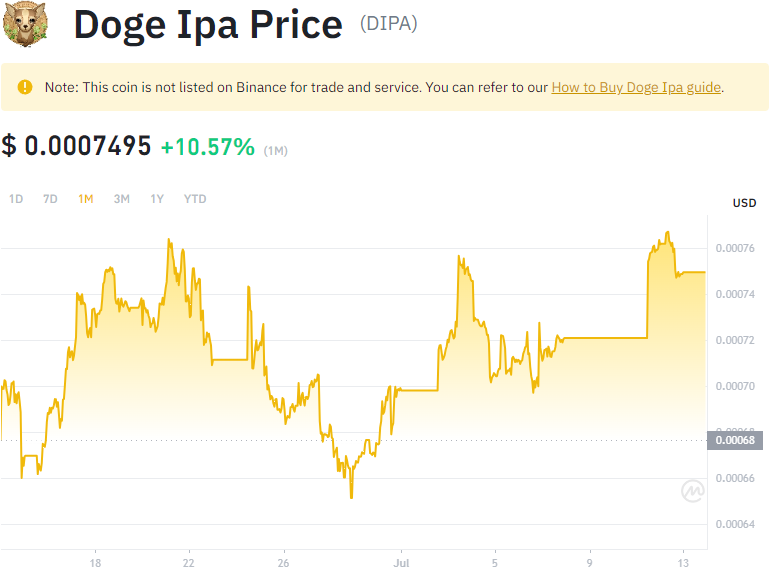 Doge Ipa Price (DIPA)
Note: This coin is not listed on Binance for trade and service. You can refer to our How to Buy Doge Ipa guide.
$ 0.0007495 +10.57% (1M)
1D 7D 1M 3M 1Y YTD
USD
0.00076
0.00074
0.00072
0.00070
0.00068
0.00068
0.00066
0.00064
18 22 26 Jul 5 9 13